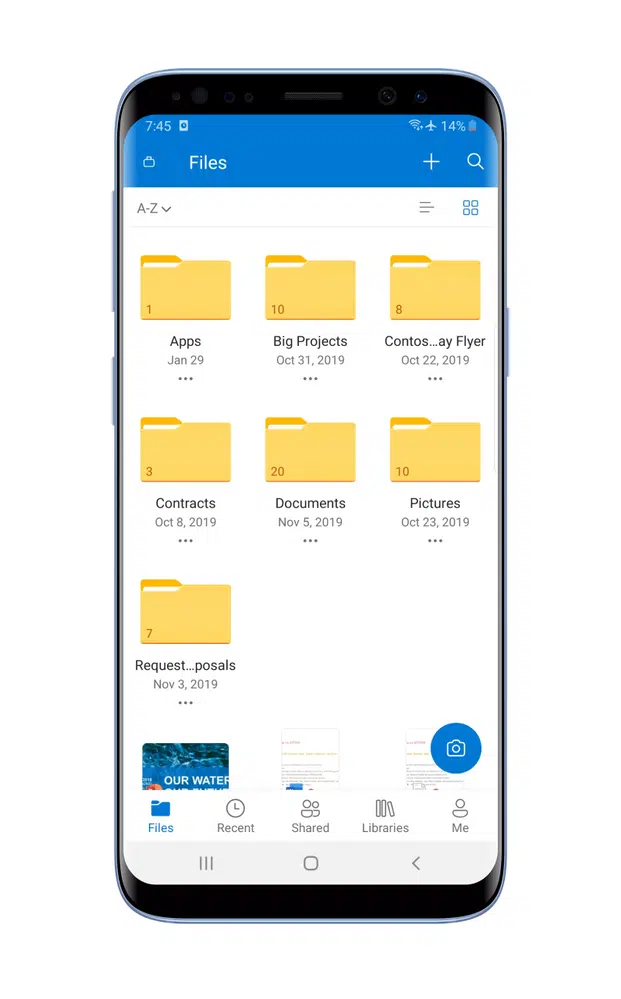 7:45 14%
Files
A-Z
1 10 8
Apps Big Projects Contos...ay Flyer
Jan 29 Oct 31, 2019 Oct 22, 2019
3 20 10
Contracts Documents Pictures
Oct 8, 2019 Nov 5, 2019 Oct 23, 2019
7
Request...posals
Nov 3, 2019
OUR WATER
Files Recent Shared Libraries Me